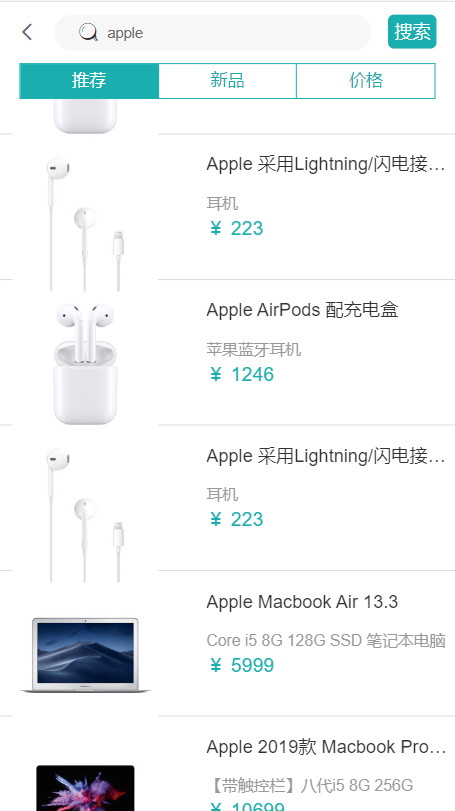 apple
搜索
推荐
新品
价格
Apple 采用Lightning/闪电接…
耳机
¥ 223
Apple AirPods 配充电盒
苹果蓝牙耳机
¥ 1246
Apple 采用Lightning/闪电接…
耳机
¥ 223
Apple Macbook Air 13.3
Core i5 8G 128G SSD 笔记本电脑
¥ 5999
Apple 2019款 Macbook Pro…
【带触控栏】八代i5 8G 256G
¥ 10699